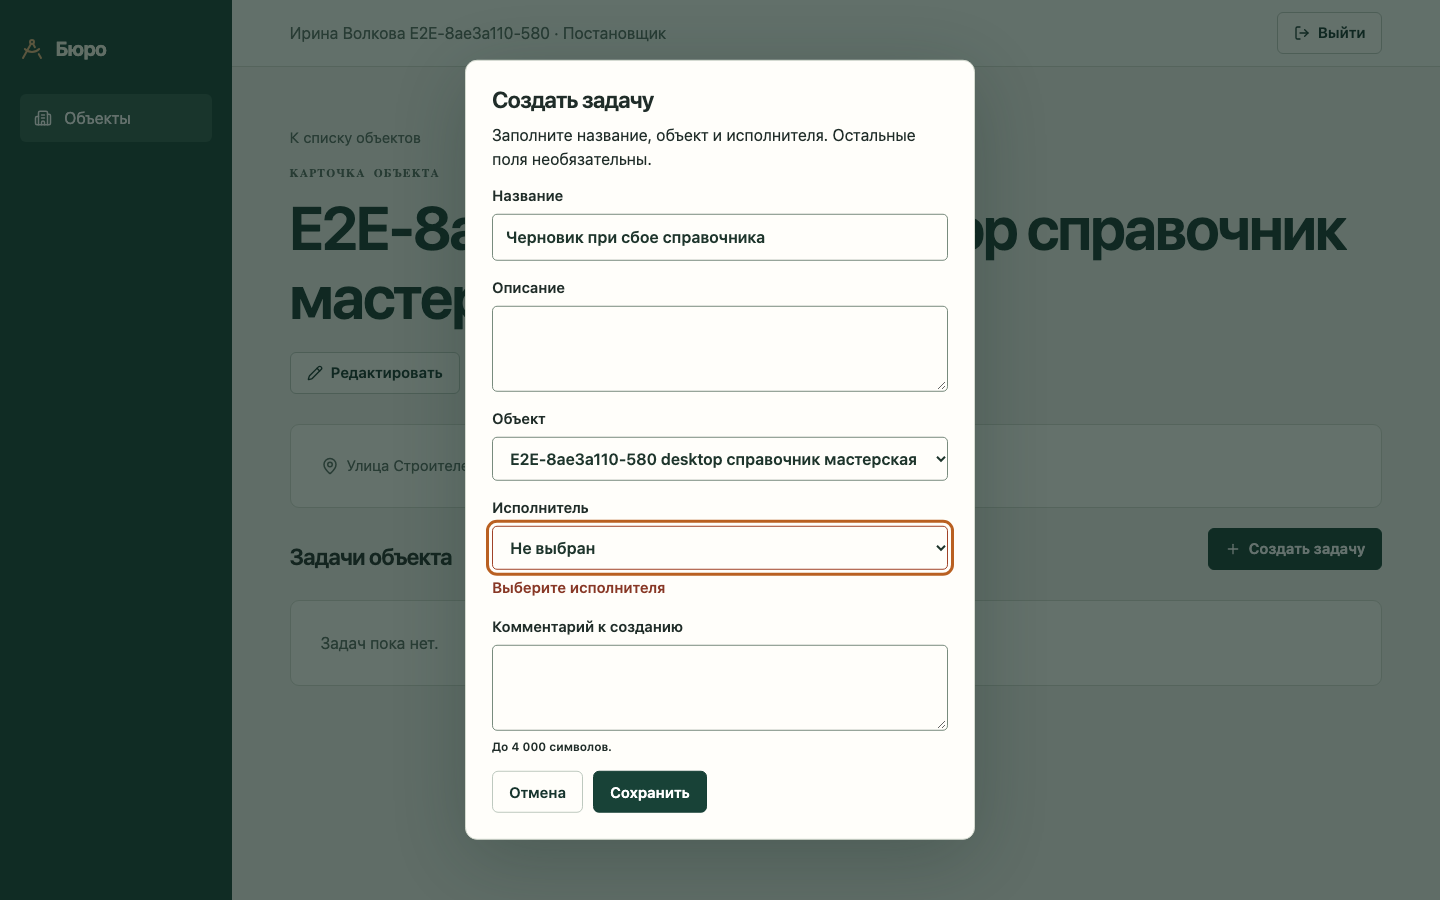 Бюро
Объекты
Ирина Волкова E2E-8ae3a110-580 · Постановщик
Выйти
К списку объектов
КАРТОЧКА ОБЪЕКТА
E2E-8a
ор справочник
мастер
Редактировать
Улица Строителе
Задачи объекта
Создать задачу
Задач пока нет.
Создать задачу
Заполните название, объект и исполнителя. Остальные
поля необязательны.
Название
Черновик при сбое справочника
Описание
Объект
E2E-8ae3a110-580 desktop справочник мастерская
Исполнитель
Не выбран
Выберите исполнителя
Комментарий к созданию
До 4 000 символов.
Отмена
Сохранить